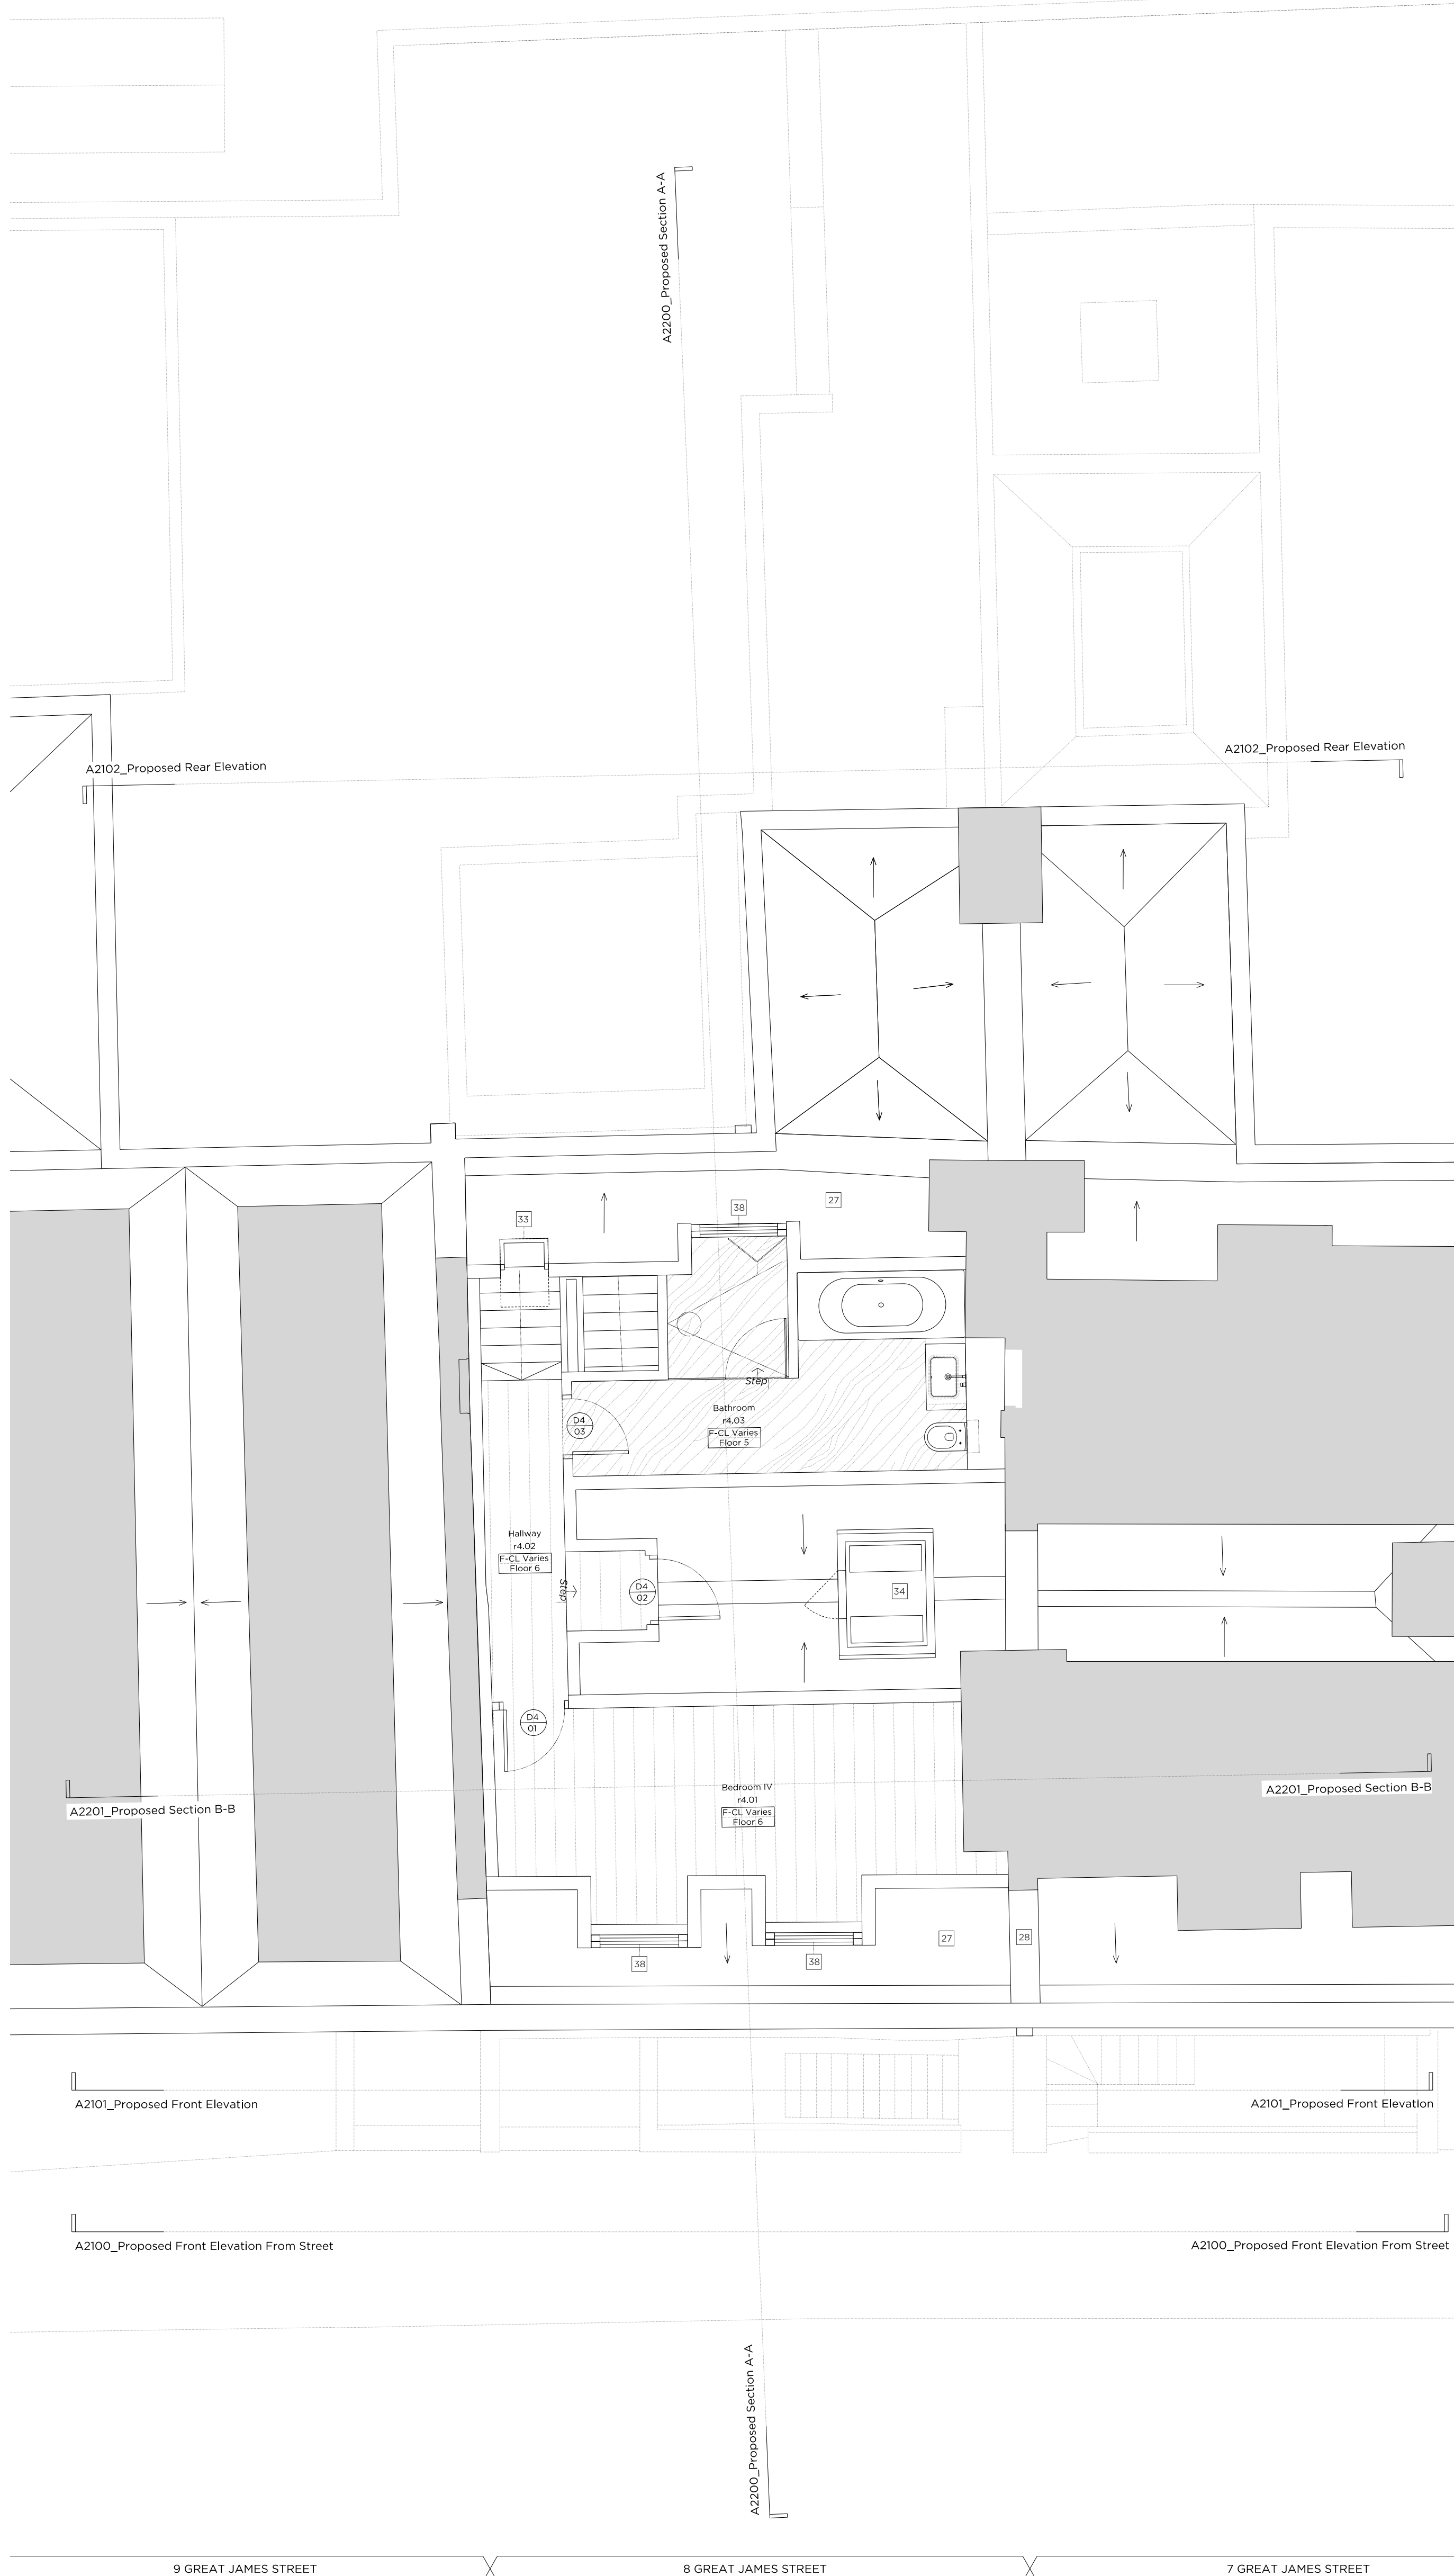 A2200_Proposed Section A-A
A2102_Proposed Rear Elevation
A2102_Proposed Rear Elevation
33
38
27
Step
D4
03
Bathroom
r4.03
F-CL Varies
Floor 5
Hallway
r4.02
F-CL Varies
Floor 6
Step
D4
02
34
D4
01
Bedroom IV
r4.01
F-CL Varies
Floor 6
A2201_Proposed Section B-B
A2201_Proposed Section B-B
38
38
27
28
A2101_Proposed Front Elevation
A2101_Proposed Front Elevation
A2100_Proposed Front Elevation From Street
A2100_Proposed Front Elevation From Street
A2200_Proposed Section A-A
9 GREAT JAMES STREET
8 GREAT JAMES STREET
7 GREAT JAMES STREET